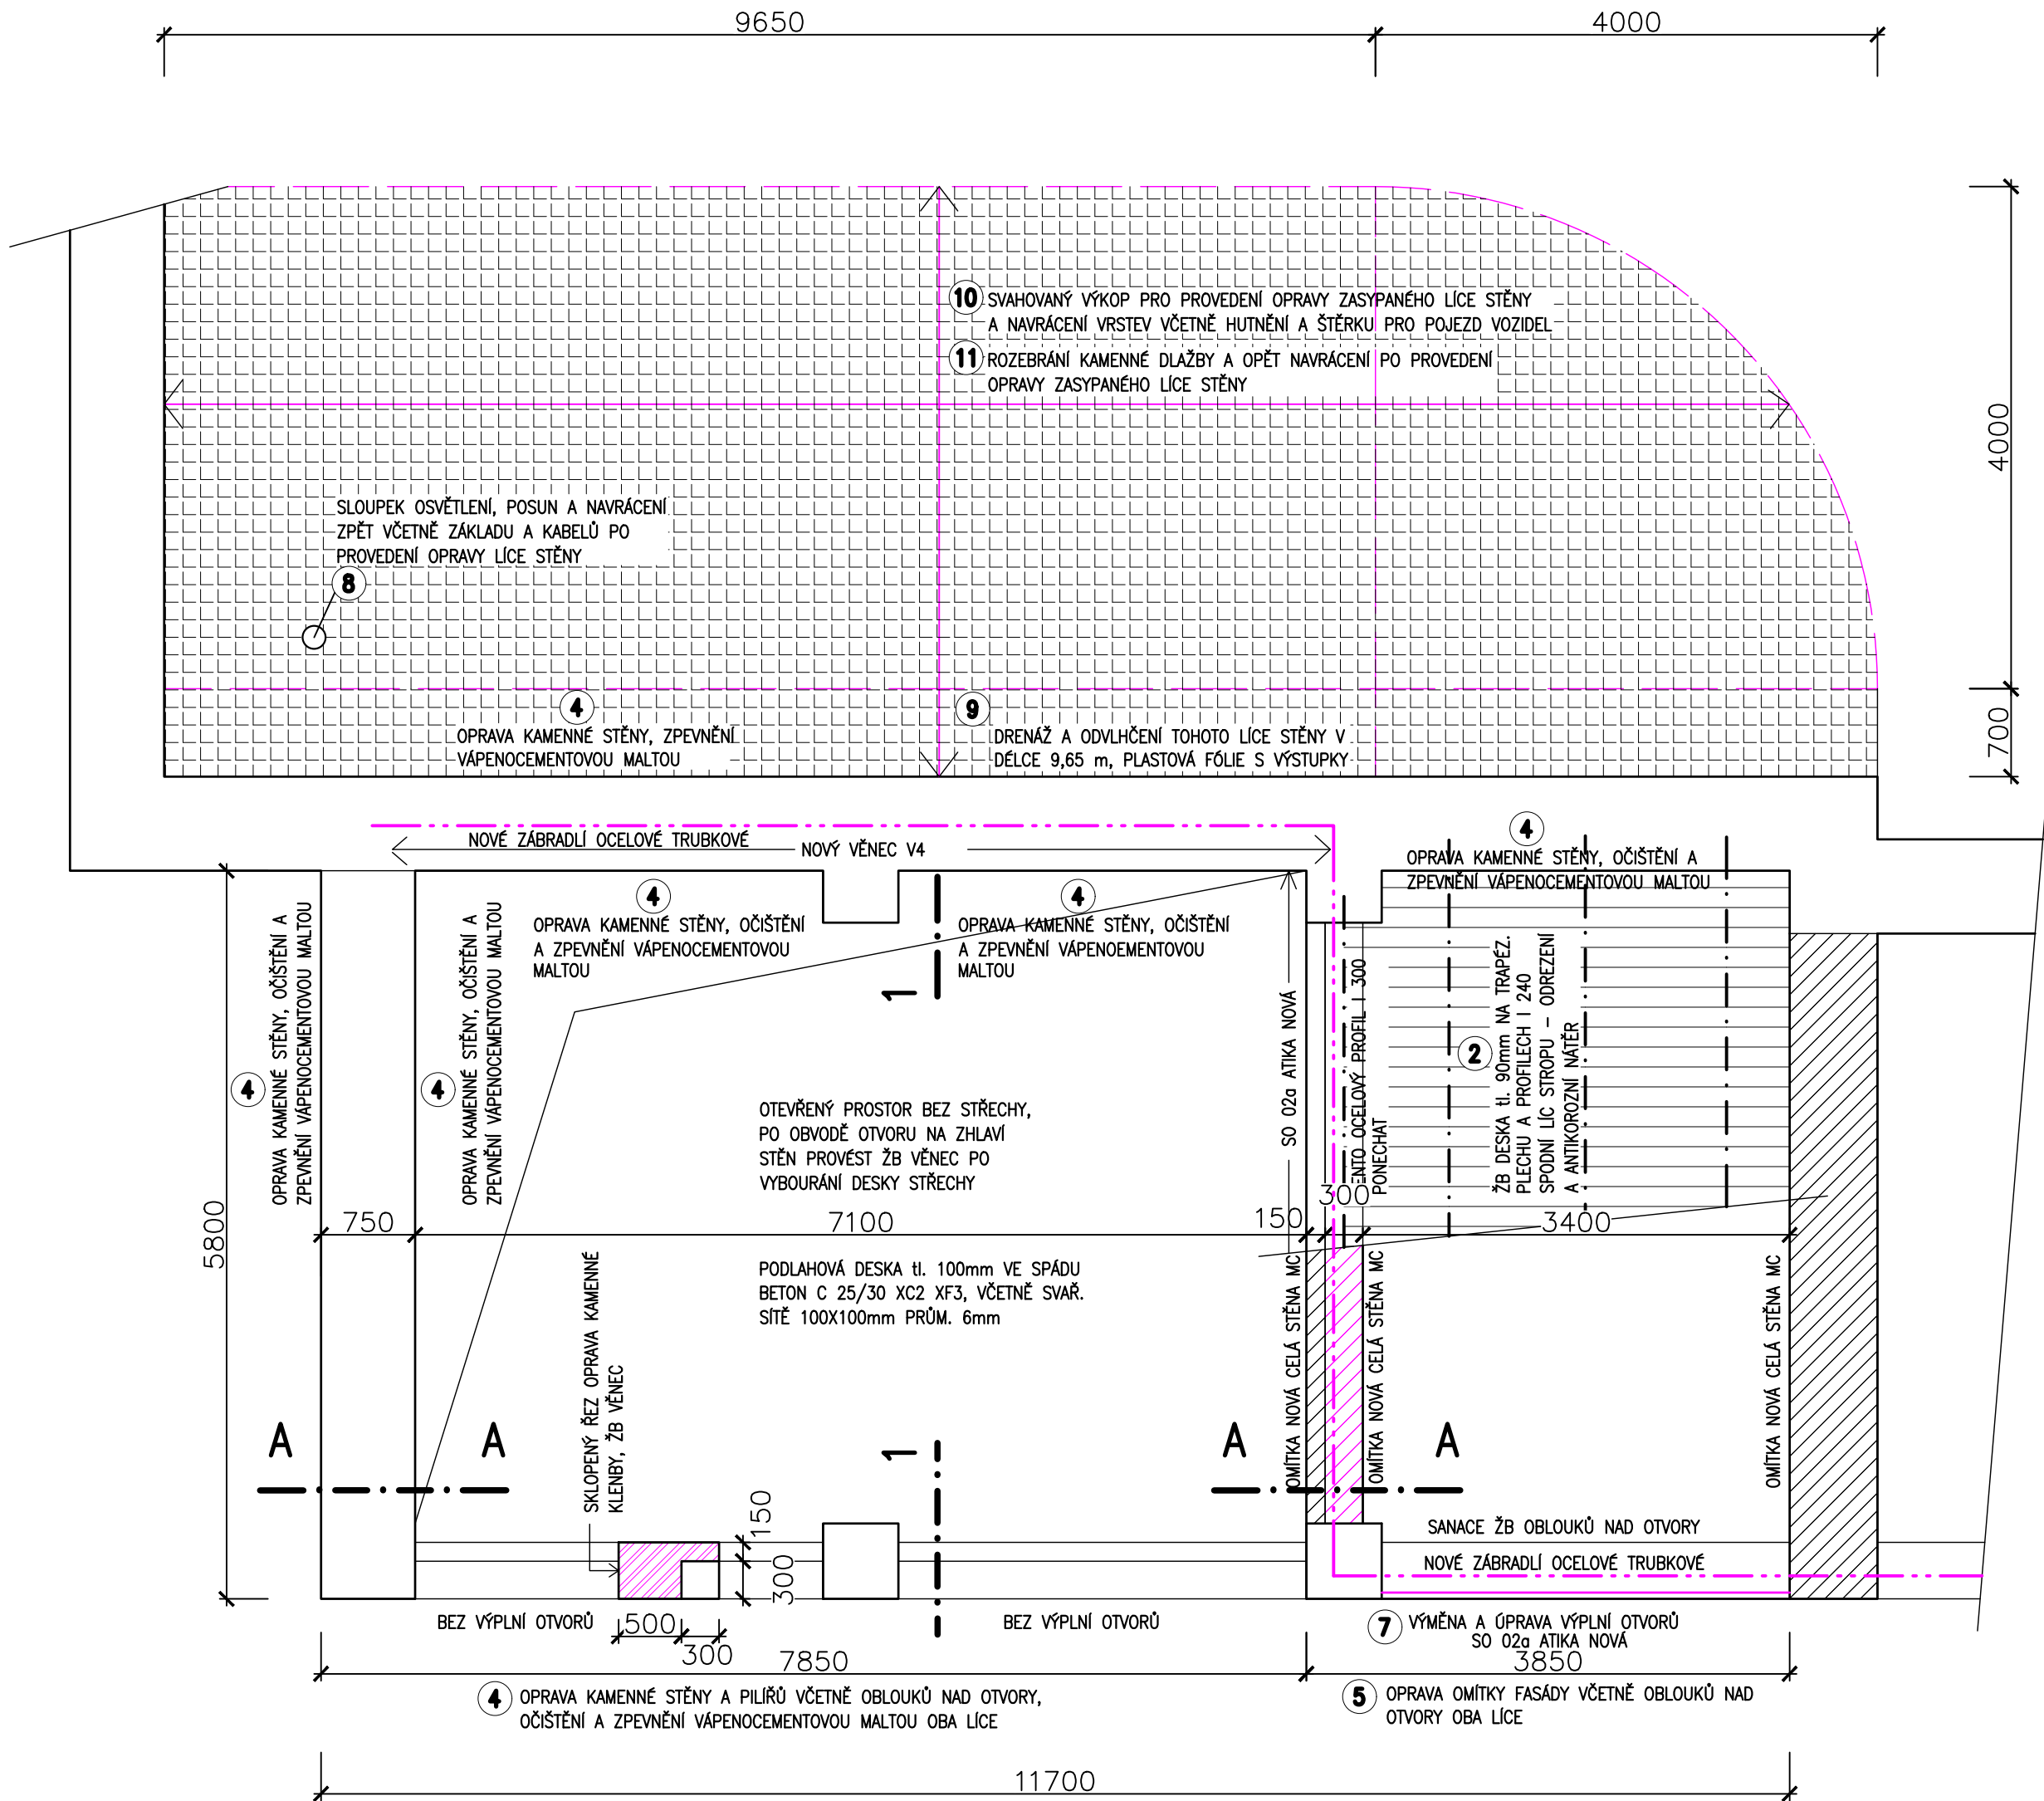 9650
4000
10
SVAHOVANÝ VÝKOP PRO PROVEDENÍ OPRAVY ZASYPANÉHO LÍCE STĚNY
A NAVRÁCENÍ VRSTEV VČETNĚ HUTNĚNÍ A ŠTĚRKU PRO POJEZD VOZIDEL
11
ROZEBRÁNÍ KAMENNÉ DLAŽBY A OPĚT NAVRÁCENÍ PO PROVEDENÍ
OPRAVY ZASYPANÉHO LÍCE STĚNY
4000
SLOUPEK OSVĚTLENÍ, POSUN A NAVRÁCENÍ
ZPĚT VČETNĚ ZÁKLADU A KABELŮ PO
PROVEDENÍ OPRAVY LÍCE STĚNY
8
4
OPRAVA KAMENNÉ STĚNY, ZPEVNĚNÍ
VÁPENOCEMENTOVOU MALTOU
9
DRENÁŽ A ODVLHČENÍ TOHOTO LÍCE STĚNY V
DÉLCE 9,65 m, PLASTOVÁ FÓLIE S VÝSTUPKY
700
NOVÉ ZÁBRADLÍ OCELOVÉ TRUBKOVÉ
NOVÝ VĚNEC V4
4
OPRAVA KAMENNÉ STĚNY, OČIŠTĚNÍ A
ZPEVNĚNÍ VÁPENOCEMENTOVOU MALTOU
4
OPRAVA KAMENNÉ STĚNY, OČIŠTĚNÍ
A ZPEVNĚNÍ VÁPENOCEMENTOVOU
MALTOU
4
OPRAVA KAMENNÉ STĚNY, OČIŠTĚNÍ
A ZPEVNĚNÍ VÁPENOEMENTOVOU
MALTOU
4
OPRAVA KAMENNÉ STĚNY, OČIŠTĚNÍ A
ZPEVNĚNÍ VÁPENOCEMENTOVOU MALTOU
4
OPRAVA KAMENNÉ STĚNY, OČIŠTĚNÍ A
ZPEVNĚNÍ VÁPENOCEMENTOVOU MALTOU
1
SO 02a ATIKA NOVÁ
ENTO OCELOVÝ PROFIL I 300
PONECHAT
2
ŽB DESKA tl. 90mm NA TRAPÉZ.
PLECHU A PROFILECH I 240
SPODNÍ LÍC STROPU – ODREZENÍ
A ANTIKOROZNÍ NÁTĚR
OTEVŘENÝ PROSTOR BEZ STŘECHY,
PO OBVODĚ OTVORU NA ZHLAVÍ
STĚN PROVÉST ŽB VĚNEC PO
VYBOURÁNÍ DESKY STŘECHY
5800
750
7100
150
300
3400
PODLAHOVÁ DESKA tl. 100mm VE SPÁDU
BETON C 25/30 XC2 XF3, VČETNĚ SVAŘ.
SÍTĚ 100X100mm PRŮM. 6mm
SKLOPENÝ ŘEZ OPRAVA KAMENNÉ
KLENBY, ŽB VĚNEC
OMÍTKA NOVÁ CELÁ STĚNA MC
OMÍTKA NOVÁ CELÁ STĚNA MC
OMÍTKA NOVÁ CELÁ STĚNA MC
A
A
1
A
A
150
300
SANACE ŽB OBLOUKŮ NAD OTVORY
NOVÉ ZÁBRADLÍ OCELOVÉ TRUBKOVÉ
BEZ VÝPLNÍ OTVORŮ
500
300
BEZ VÝPLNÍ OTVORŮ
7
VÝMĚNA A ÚPRAVA VÝPLNÍ OTVORŮ
SO 02a ATIKA NOVÁ
7850
3850
4
OPRAVA KAMENNÉ STĚNY A PILÍŘŮ VČETNĚ OBLOUKŮ NAD OTVORY,
OČIŠTĚNÍ A ZPEVNĚNÍ VÁPENOCEMENTOVOU MALTOU OBA LÍCE
5
OPRAVA OMÍTKY FASÁDY VČETNĚ OBLOUKŮ NAD
OTVORY OBA LÍCE
11700